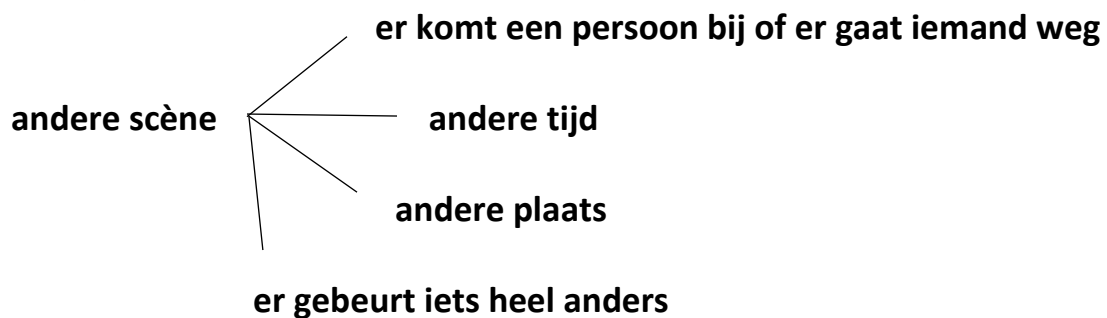 er komt een persoon bij of er gaat iemand weg
andere scène
andere tijd
andere plaats
er gebeurt iets heel anders